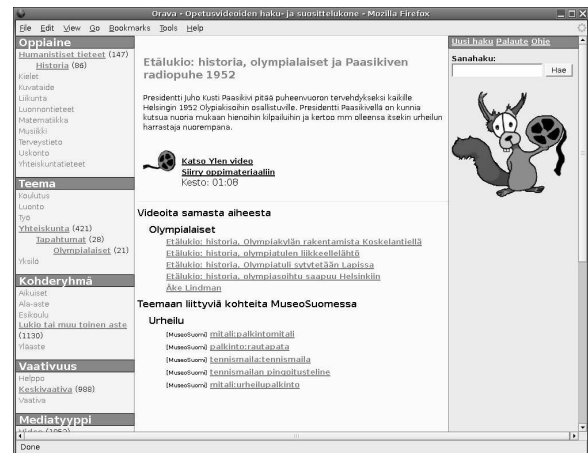 Orava - Opetusvideoiden haku- ja suosittelukone - Mozilla Firefox
File Edit View Go Bookmarks Tools Help
Oppiaine
Humanistiset tieteet (147)
Historia (86)
Kielet
Kuvataide
Liikunta
Luonnontieteet
Matematiikka
Musiikki
Terveystieto
Uskonto
Yhteiskuntatieteet
Teema
Koulutus
Luonto
Työ
Yhteiskunta (421)
Tapahtumat (28)
Olympialaiset (21)
Yksilö
Kohderyhmä
Aikuiset
Ala-aste
Esikoulu
Lukio tai muu toinen aste
(1130)
Yläaste
Vaativuus
Helppo
Keskivaativa (988)
Vaativa
Mediatyyppi
Video (1952)
Etälukio: historia, olympialaiset ja Paasikiven
radiopuhe 1952
Presidentti Juho Kusti Paasikivi pitää puheenvuoron tervehdykseksi kaikille
Helsingin 1952 Olypiakisoihin osallistuville. Presidentti Paasikivellä on kunnia
kutsua nuoria mukaan hienoihin kilpailuihin ja kertoo mm olleensa itsekin urheilun
harrastaja nuorempana.
Katso Ylen video
Siirry oppimateriaaliin
Kesto: 01:08
Videoita samasta aiheesta
Olympialaiset
Etälukio: historia, Olympiakylän rakentamista Koskelantiellä
Etälukio: historia, olympiatulen liikkeellelähtö
Etälukio: historia, Olympiatuli sytytetään Lapissa
Etälukio: historia, olympiasoihtu saapuu Helsinkiin
Åke Lindman
Teemaan liittyviä kohteita MuseoSuomessa
Urheilu
[MuseoSuomi] mitali:palkintomitali
[MuseoSuomi] palkinto:rautapata
[MuseoSuomi] tennismaila:tennismaila
[MuseoSuomi] tennismailan pingoitusteline
[MuseoSuomi] mitali:urheilupalkinto
Uusi haku Palaute Ohje
Sanahaku:
Hae
Done